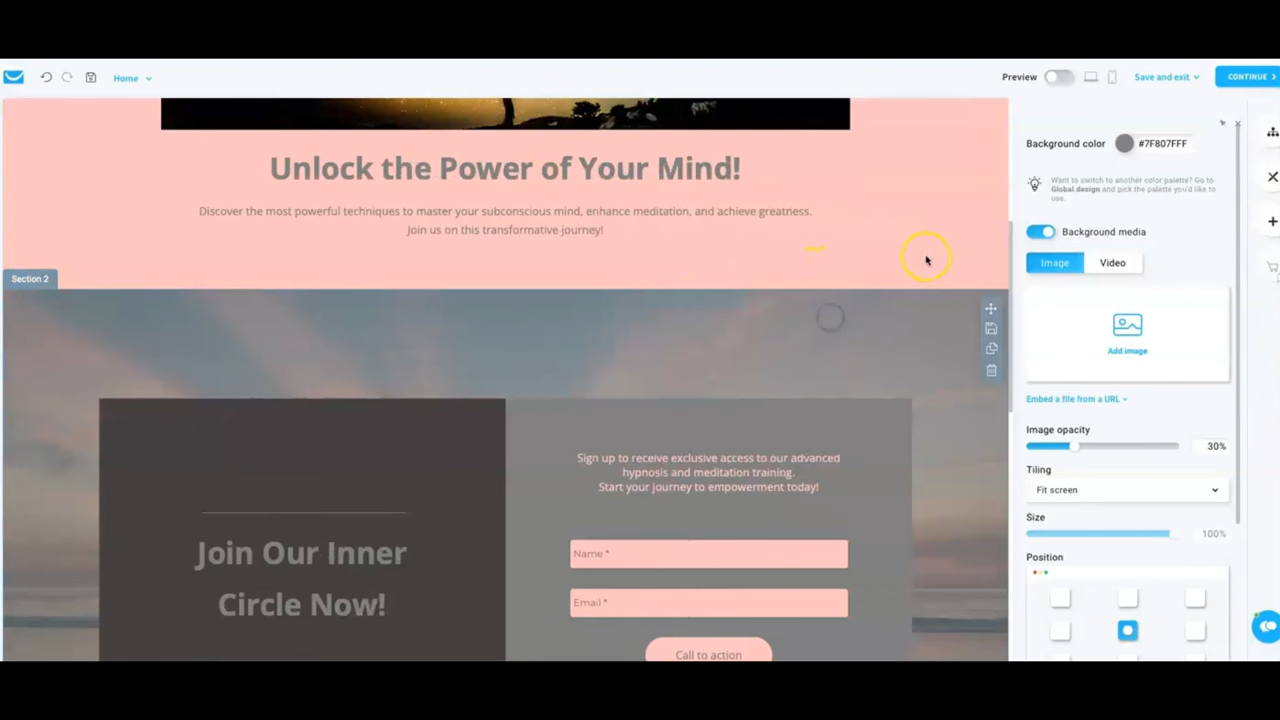 Home
Preview
Save and exit
CONTINUE
Unlock the Power of Your Mind!
Discover the most powerful techniques to master your subconscious mind, enhance meditation, and achieve greatness.
Join us on this transformative journey!
Section 2
Sign up to receive exclusive access to our advanced
hypnosis and meditation training.
Start your journey to empowerment today!
Join Our Inner
Circle Now!
Name *
Email *
Call to action
Background color
#7F807FFF
Want to switch to another color palette? Go to
Global design and pick the palette you'd like to
use.
Background media
Image
Video
Add image
Embed a file from a URL
Image opacity
30%
Tiling
Fit screen
Size
100%
Position